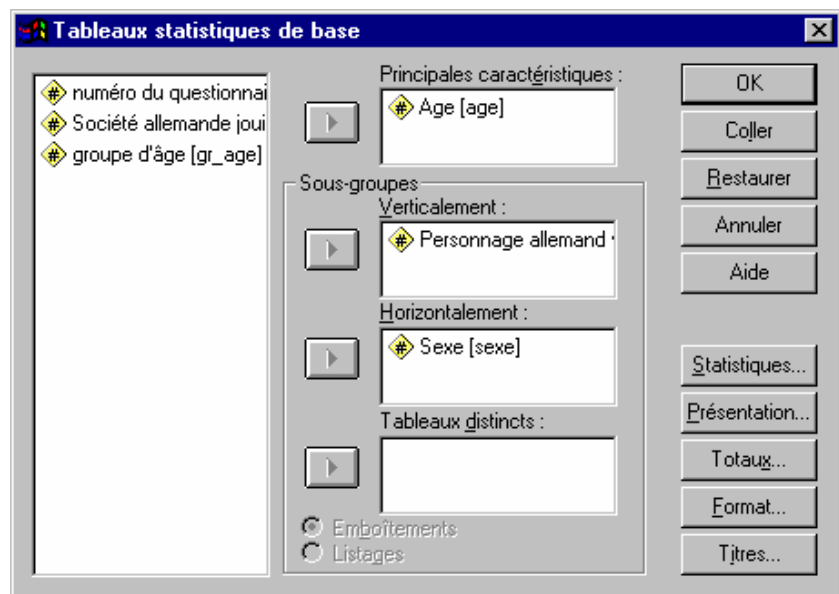 Tableaux statistiques de base
numéro du questionnai
Société allemande joui
groupe d'âge [gr_age]
Principales caractéristiques :
Age [age]
Sous-groupes
Verticalement :
Personnage allemand
Horizontalement :
Sexe [sexe]
Tableaux distincts :
Emboîtements
Listages
OK
Coller
Restaurer
Annuler
Aide
Statistiques...
Présentation...
Totaux...
Format...
Titres...